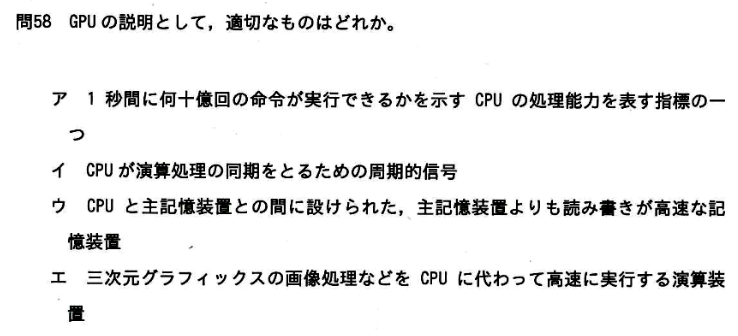 問58　GPUの説明として，適切なものはどれか。
ア　1 秒間に何十億回の命令が実行できるかを示す CPU の処理能力を表す指標の一
つ
イ　CPUが演算処理の同期をとるための周期的信号
ウ　CPU と主記憶装置との間に設けられた，主記憶装置よりも読み書きが高速な記
憶装置
エ　三次元グラフィックスの画像処理などを CPU に代わって高速に実行する演算装
置